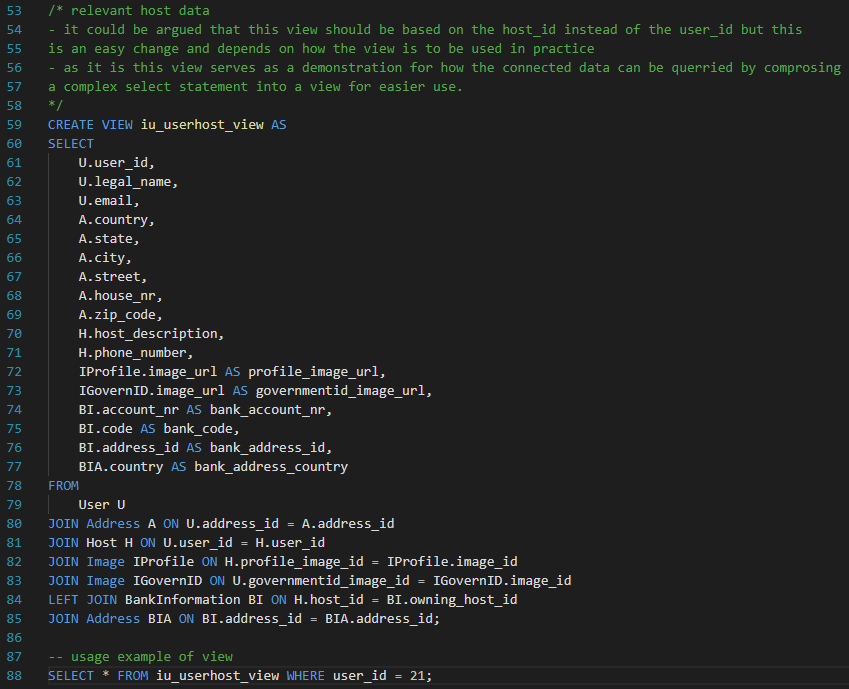 53 /* relevant host data
54 - it could be argued that this view should be based on the host_id instead of the user_id but this
55 is an easy change and depends on how the view is to be used in practice
56 - as it is this view serves as a demonstration for how the connected data can be querried by comprosing
57 a complex select statement into a view for easier use.
58 */
59 CREATE VIEW iu_userhost_view AS
60 SELECT
61 U.user_id,
62 U.legal_name,
63 U.email,
64 A.country,
65 A.state,
66 A.city,
67 A.street,
68 A.house_nr,
69 A.zip_code,
70 H.host_description,
71 H.phone_number,
72 IProfile.image_url AS profile_image_url,
73 IGovernID.image_url AS governmentid_image_url,
74 BI.account_nr AS bank_account_nr,
75 BI.code AS bank_code,
76 BI.address_id AS bank_address_id,
77 BIA.country AS bank_address_country
78 FROM
79 User U
80 JOIN Address A ON U.address_id = A.address_id
81 JOIN Host H ON U.user_id = H.user_id
82 JOIN Image IProfile ON H.profile_image_id = IProfile.image_id
83 JOIN Image IGovernID ON U.governmentid_image_id = IGovernID.image_id
84 LEFT JOIN BankInformation BI ON H.host_id = BI.owning_host_id
85 JOIN Address BIA ON BI.address_id = BIA.address_id;
86
87 -- usage example of view
88 SELECT * FROM iu_userhost_view WHERE user_id = 21;